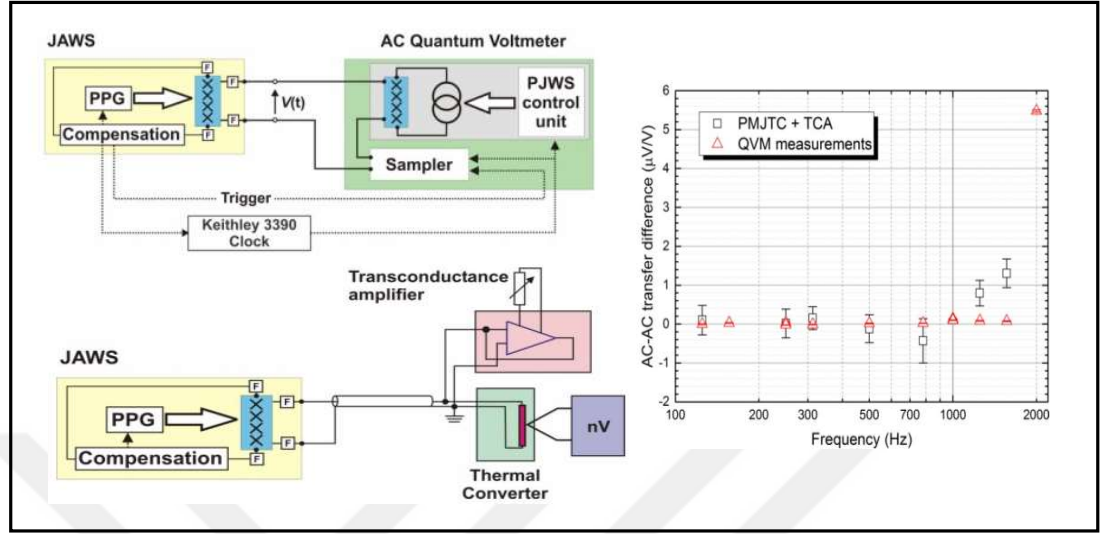 JAWS
AC Quantum Voltmeter
F
F
PPG
V(t)
PJWS
control
unit
Compensation
F
F
Sampler
Trigger
Keithley 3390
Clock
Transconductance
amplifier
JAWS
F
F
PPG
F
Compensation
F
nV
Thermal
Converter
6
5
4
3
2
1
0
-1
-2
AC-AC transfer difference (µV/V)
PMJTC + TCA
QVM measurements
100
200
300
500
700
1000
2000
Frequency (Hz)